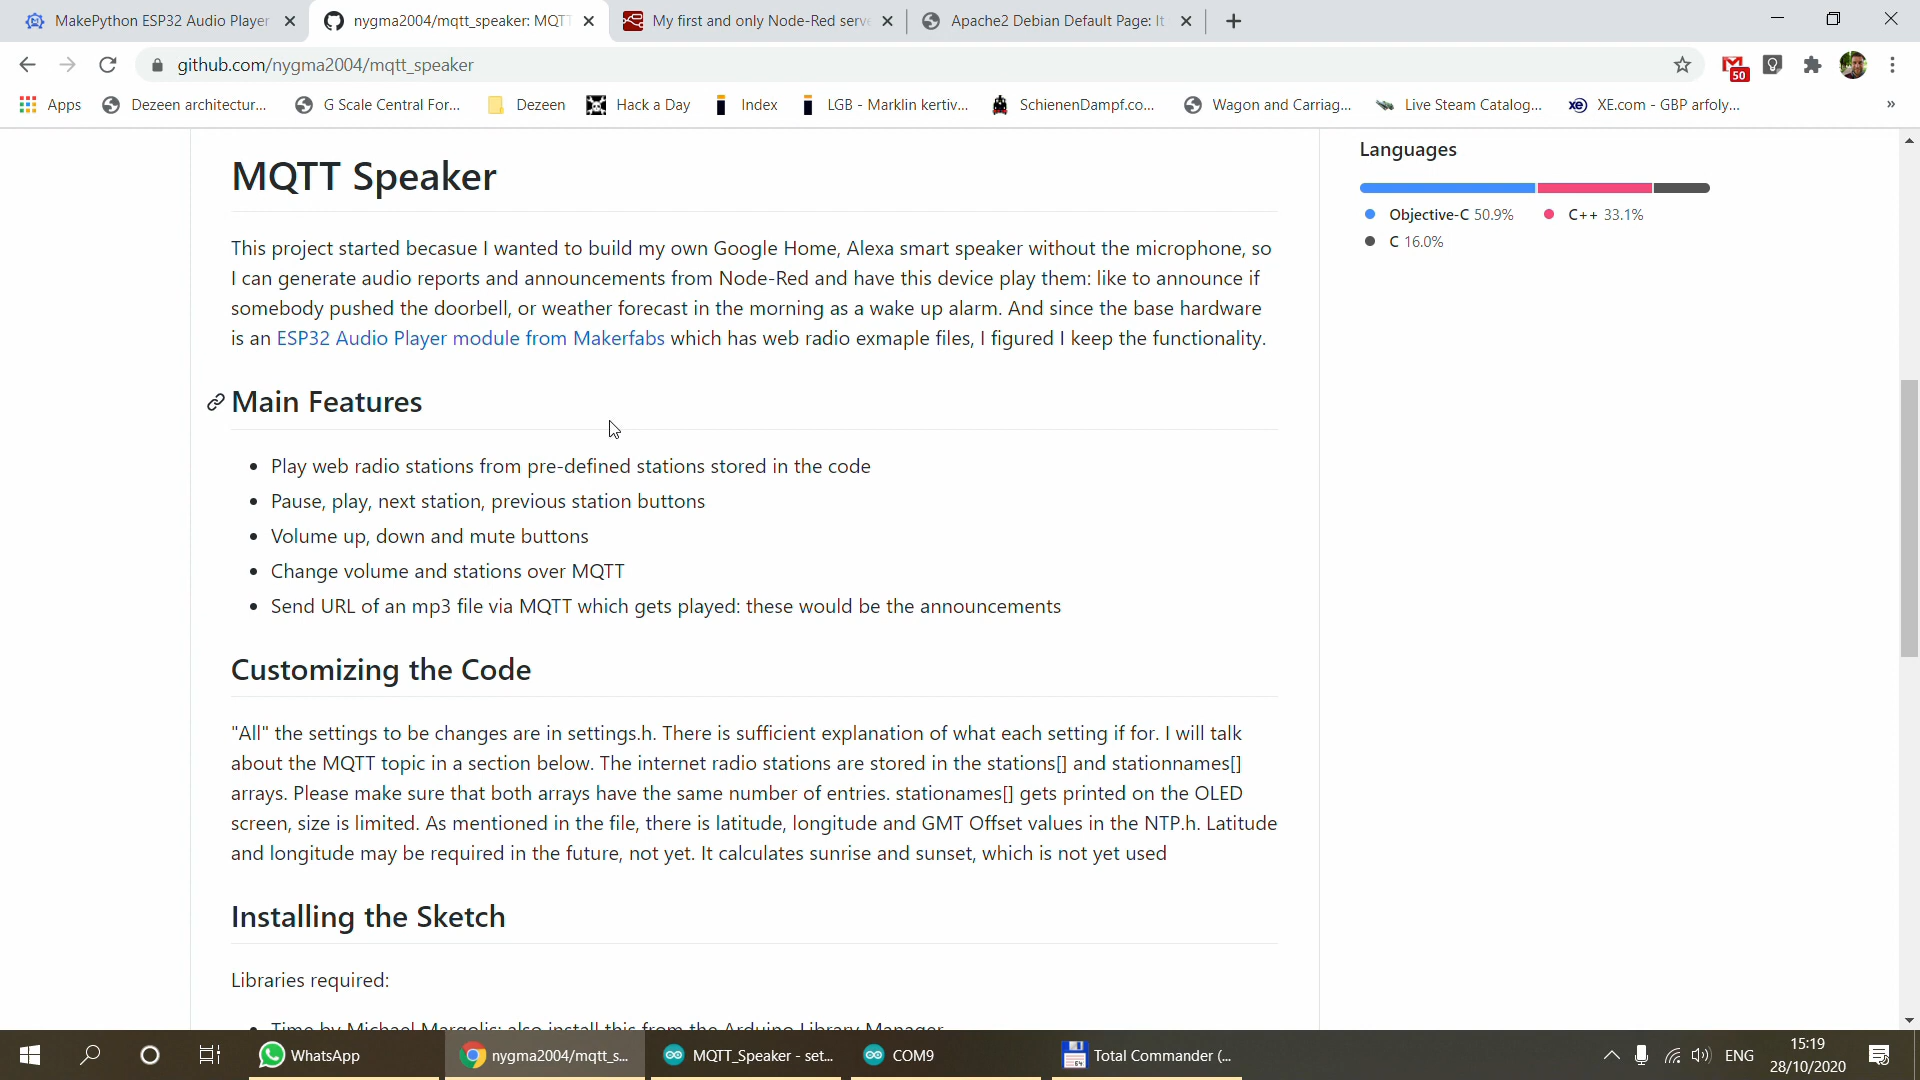 MakePython ESP32 Audio Player
nygma2004/mqtt_speaker: MQTT
My first and only Node-Red serve
Apache2 Debian Default Page: It
github.com/nygma2004/mqtt_speaker
50
Apps
Dezeen architectur...
G Scale Central For...
Dezeen
Hack a Day
Index
LGB - Marklin kertiv...
SchienenDampf.co...
Wagon and Carriag...
Live Steam Catalog...
XE.com - GBP arfoly...
»
MQTT Speaker
This project started becasue I wanted to build my own Google Home, Alexa smart speaker without the microphone, so
I can generate audio reports and announcements from Node-Red and have this device play them: like to announce if
somebody pushed the doorbell, or weather forecast in the morning as a wake up alarm. And since the base hardware
is an ESP32 Audio Player module from Makerfabs which has web radio exmaple files, I figured I keep the functionality.
Main Features
• Play web radio stations from pre-defined stations stored in the code
• Pause, play, next station, previous station buttons
• Volume up, down and mute buttons
• Change volume and stations over MQTT
• Send URL of an mp3 file via MQTT which gets played: these would be the announcements
Customizing the Code
"All" the settings to be changes are in settings.h. There is sufficient explanation of what each setting if for. I will talk
about the MQTT topic in a section below. The internet radio stations are stored in the stations[] and stationnames[]
arrays. Please make sure that both arrays have the same number of entries. stationames[] gets printed on the OLED
screen, size is limited. As mentioned in the file, there is latitude, longitude and GMT Offset values in the NTP.h. Latitude
and longitude may be required in the future, not yet. It calculates sunrise and sunset, which is not yet used
Installing the Sketch
Libraries required:
• Time by Michael Margolis: also install this from the Arduino Library Manager
Languages
Objective-C 50.9%
C++ 33.1%
C 16.0%
WhatsApp
nygma2004/mqtt_s...
MQTT_Speaker - set...
COM9
Total Commander (...
ENG
15:19
28/10/2020